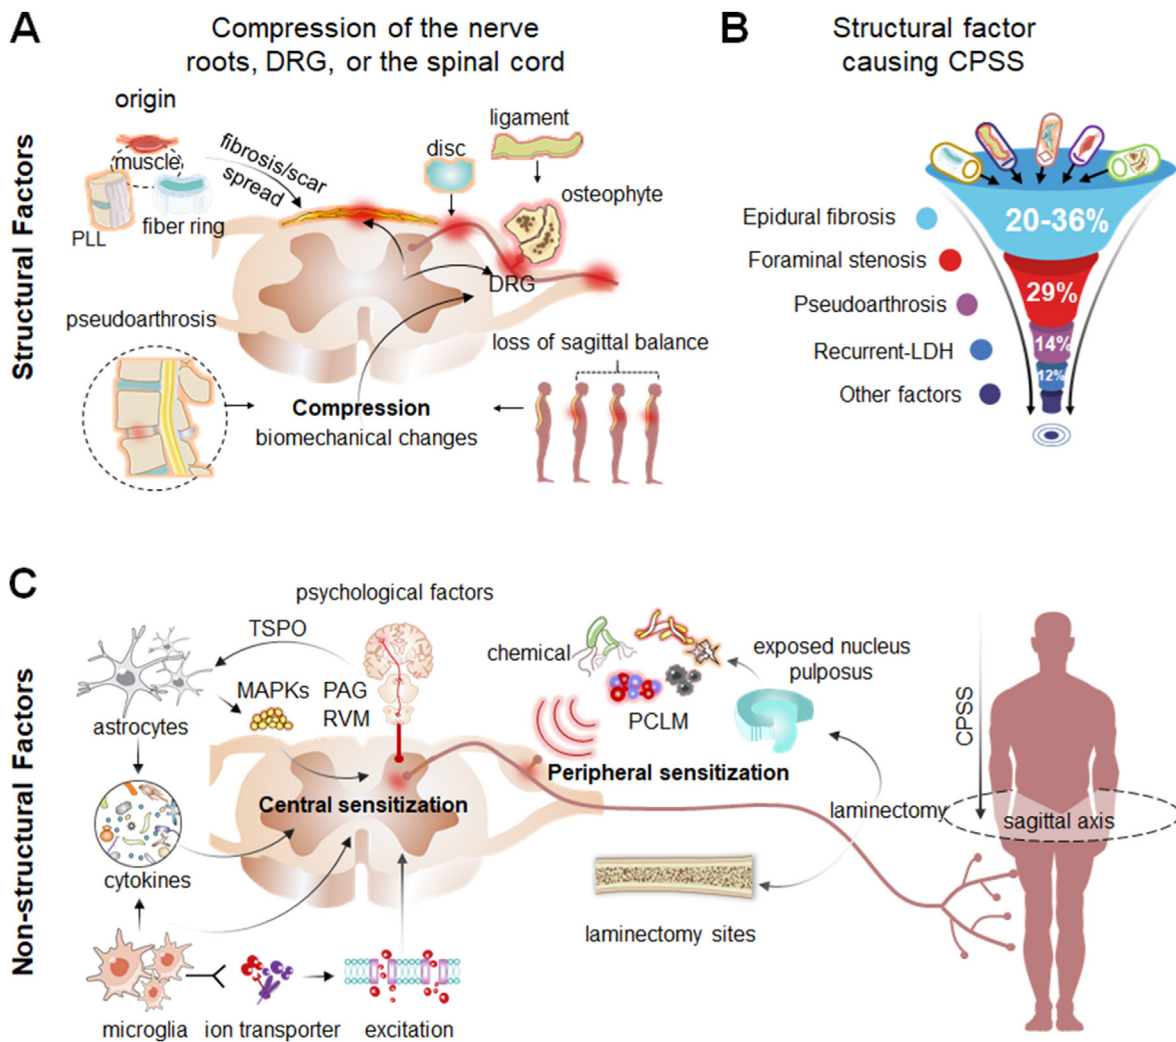 A
Compression of the nerve
roots, DRG, or the spinal cord
B
Structural factor
causing CPSS
Structural Factors
origin
muscle
PLL
fiber ring
fibrosis/scar
spread
disc
ligament
osteophyte
DRG
pseudoarthrosis
Compression
biomechanical changes
loss of sagittal balance
Epidural fibrosis
20-36%
Foraminal stenosis
29%
Pseudoarthrosis
14%
Recurrent-LDH
12%
Other factors
C
Non-structural Factors
psychological factors
TSPO
MAPKs
PAG
RVM
astrocytes
cytokines
microglia
ion transporter
excitation
Central sensitization
chemical
PCLM
exposed nucleus
pulposus
Peripheral sensitization
laminectomy
laminectomy sites
CPSS
sagittal axis